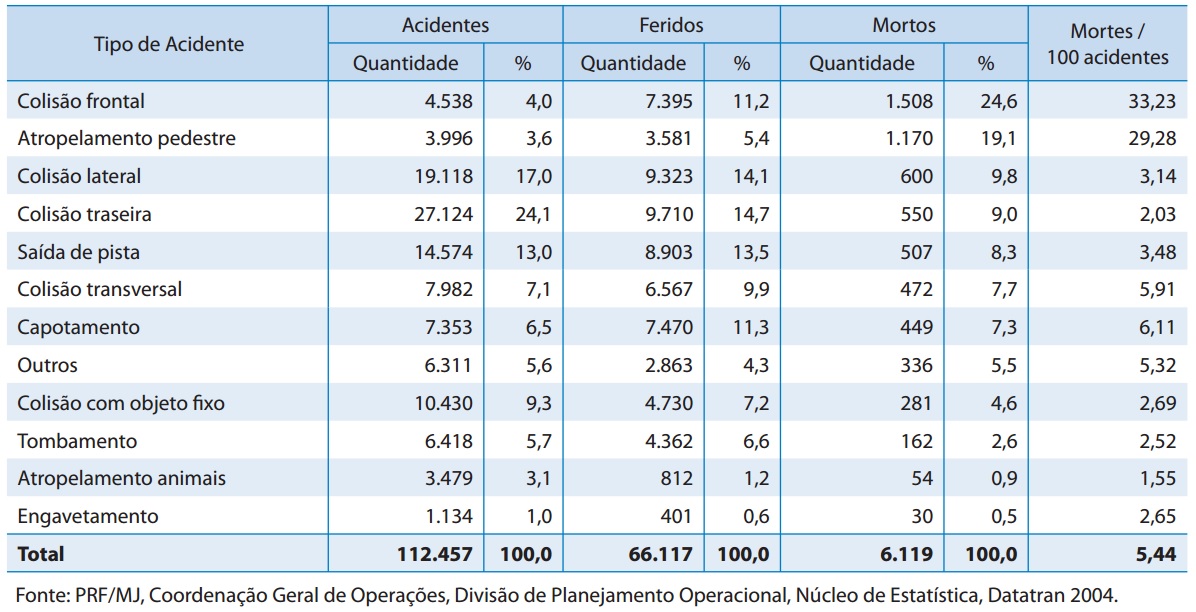 Tipo de Acidente Acidentes Feridos Mortos Mortes / 100 acidentes
Quantidade % Quantidade % Quantidade %
Colisão frontal 4.538 4,0 7.395 11,2 1.508 24,6 33,23
Atropelamento pedestre 3.996 3,6 3.581 5,4 1.170 19,1 29,28
Colisão lateral 19.118 17,0 9.323 14,1 600 9,8 3,14
Colisão traseira 27.124 24,1 9.710 14,7 550 9,0 2,03
Saída de pista 14.574 13,0 8.903 13,5 507 8,3 3,48
Colisão transversal 7.982 7,1 6.567 9,9 472 7,7 5,91
Capotamento 7.353 6,5 7.470 11,3 449 7,3 6,11
Outros 6.311 5,6 2.863 4,3 336 5,5 5,32
Colisão com objeto fixo 10.430 9,3 4.730 7,2 281 4,6 2,69
Tombamento 6.418 5,7 4.362 6,6 162 2,6 2,52
Atropelamento animais 3.479 3,1 812 1,2 54 0,9 1,55
Engavetamento 1.134 1,0 401 0,6 30 0,5 2,65
Total 112.457 100,0 66.117 100,0 6.119 100,0 5,44
Fonte: PRF/MJ, Coordenação Geral de Operações, Divisão de Planejamento Operacional, Núcleo de Estatística, Datatran 2004.